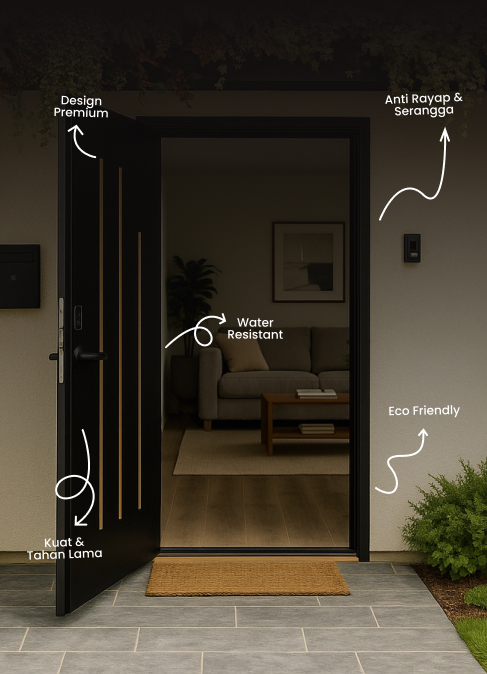 Design
Premium
Anti Rayap &
Serangga
Water
Resistant
Eco Friendly
Kuat &
Tahan Lama